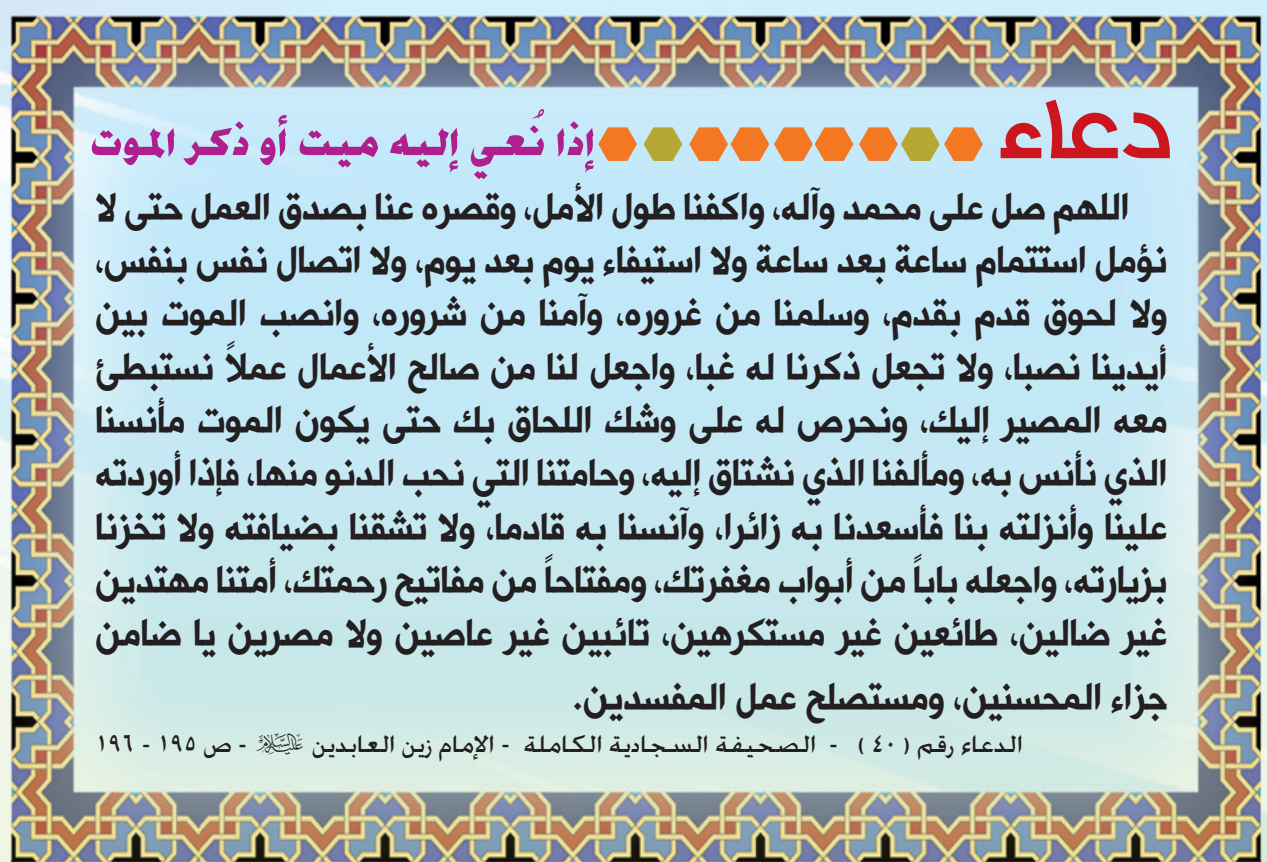 دعاء إذا نُعي إليه ميت أو ذكر الموت
اللهم صل على محمد وآله، واكفنا طول الأمل، وقصره عنا بصدق العمل حتى لا
نؤمل استتمام ساعة بعد ساعة ولا استيفاء يوم بعد يوم، ولا اتصال نفس بنفس،
ولا لحوق قدم بقدم، وسلمنا من غروره، وآمنا من شروره، وانصب الموت بين
أيدينا نصبا، ولا تجعل ذكرنا له غبا، واجعل لنا من صالح الأعمال عملاً نستبطئ
معه المصير إليك، ونحرص له على وشك اللحاق بك حتى يكون الموت مأنسنا
الذي نأنس به، ومألفنا الذي نشتاق إليه، وحامتنا التي نحب الدنو منها، فإذا أوردته
علينا وأنزلته بنا فأسعدنا به زائرا، وآنسنا به قادما، ولا تشقنا بضيافته ولا تخزنا
بزيارته، واجعله باباً من أبواب مغفرتك، ومفتاحاً من مفاتيح رحمتك، أمتنا مهتدين
غير ضالين، طائعين غير مستكرهين، تائبين غير عاصين ولا مصرين يا ضامن
جزاء المحسنين، ومستصلح عمل المفسدين.
الدعاء رقم (٤٠) - الصحيفة السجادية الكاملة - الإمام زين العابدين عليه السلام - ص ١٩٥ - ١٩٦